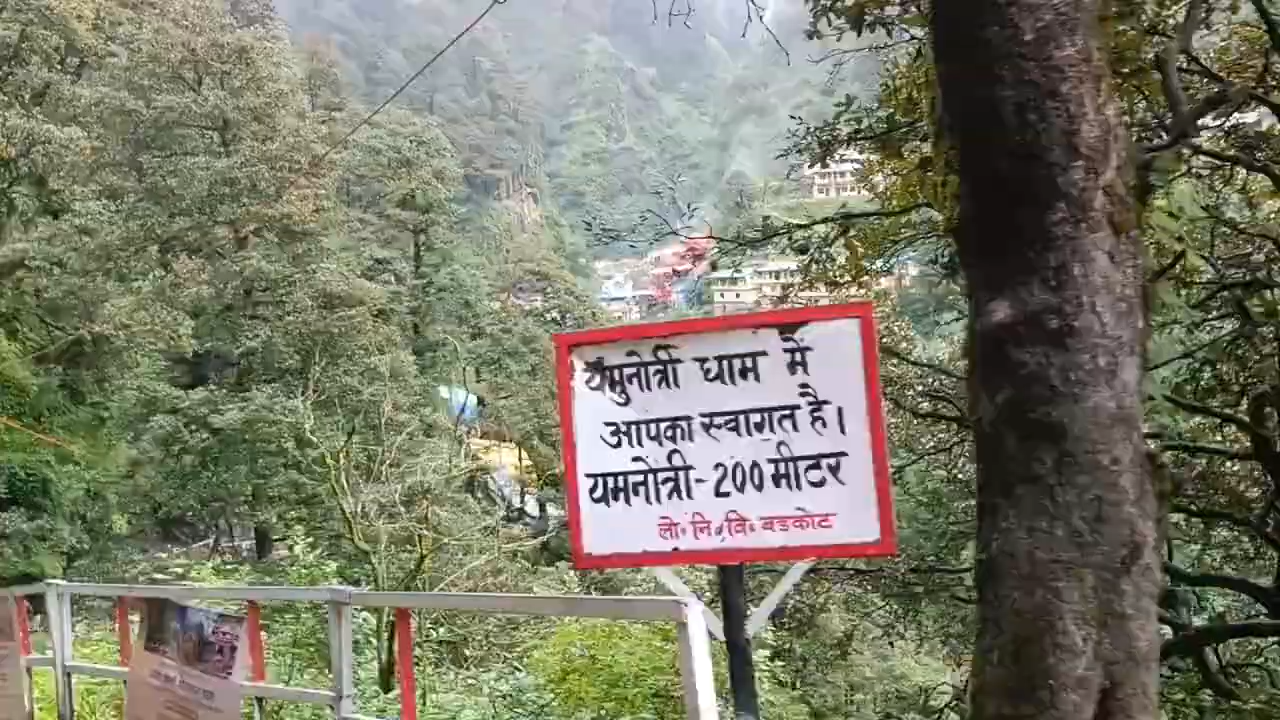 यमुनोत्री धाम में
आपका स्वागत है।
यमनोत्री-200 मीटर
लो॰ नि॰ वि॰ बडकोट